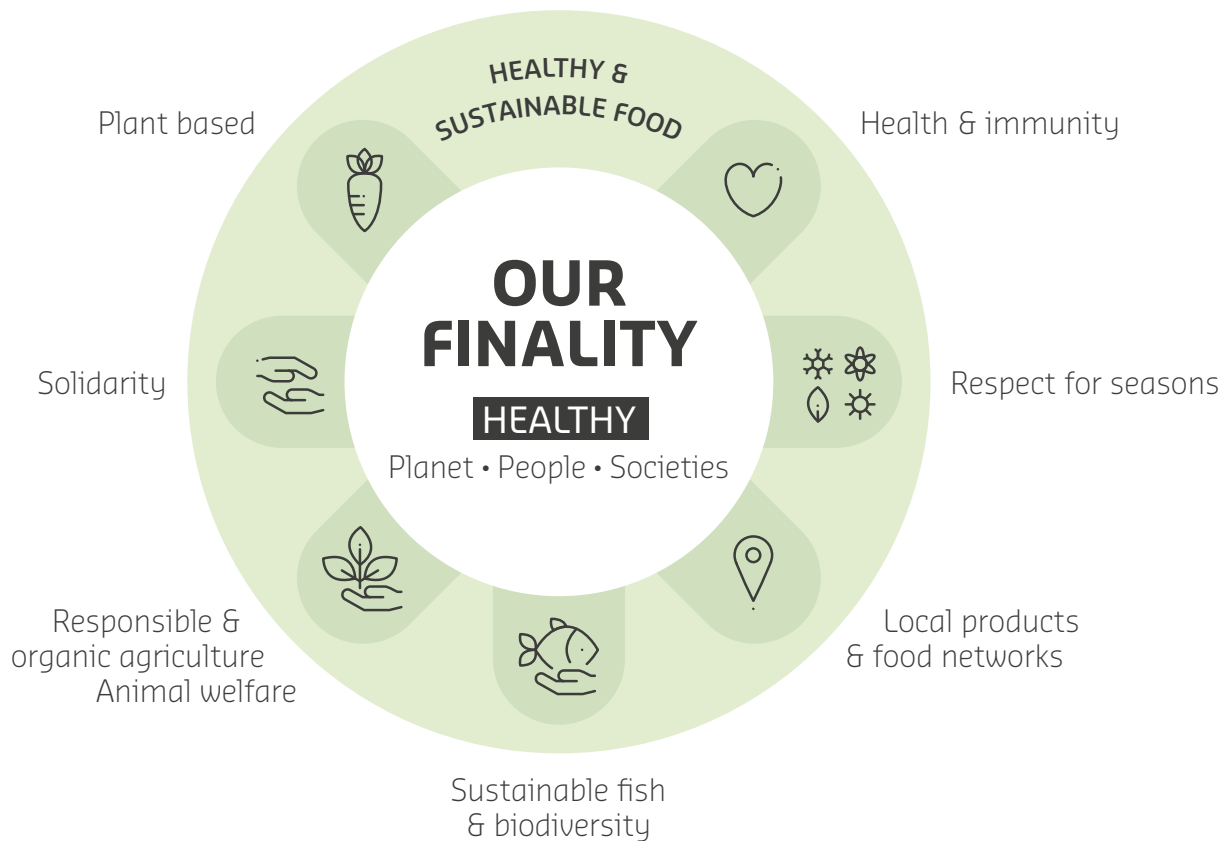 HEALTHY &
SUSTAINABLE FOOD
Plant based
Health & immunity
OUR
FINALITY
HEALTHY
Planet • People • Societies
Solidarity
Respect for seasons
Responsible &
organic agriculture
Animal welfare
Local products
& food networks
Sustainable fish
& biodiversity